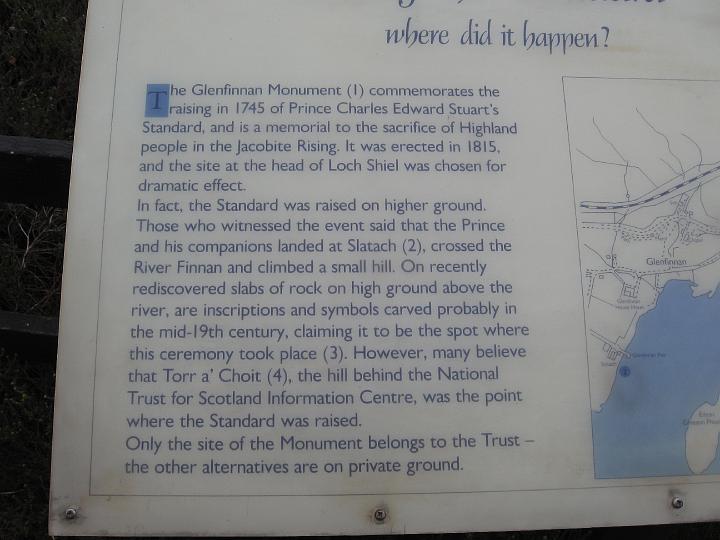 where did it happen?
The Glenfinnan Monument (1) commemorates the
raising in 1745 of Prince Charles Edward Stuart's
Standard, and is a memorial to the sacrifice of Highland
people in the Jacobite Rising. It was erected in 1815,
and the site at the head of Loch Shiel was chosen for
dramatic effect.
In fact, the Standard was raised on higher ground.
Those who witnessed the event said that the Prince
and his companions landed at Slatach (2), crossed the
River Finnan and climbed a small hill. On recently
rediscovered slabs of rock on high ground above the
river, are inscriptions and symbols carved probably in
the mid-19th century, claiming it to be the spot where
this ceremony took place (3). However, many believe
that Torr a' Choit (4), the hill behind the National
Trust for Scotland Information Centre, was the point
where the Standard was raised.
Only the site of the Monument belongs to the Trust –
the other alternatives are on private ground.
Glenfinnan
Glenfinnan
House Hotel
Glenfinnan Pier
Slatach
Eilean